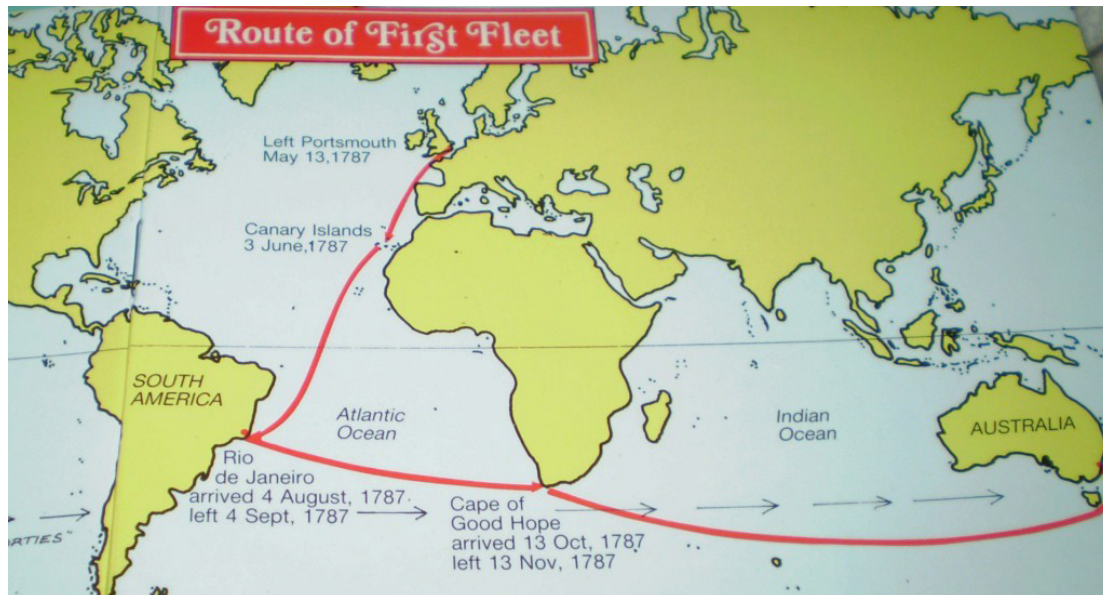 Route of First Fleet
Left Portsmouth
May 13,1787
Canary Islands
3 June,1787
SOUTH
AMERICA
Atlantic
Ocean
Indian
Ocean
AUSTRALIA
Rio
de Janeiro
arrived 4 August, 1787.
left 4 Sept, 1787
Cape of
Good Hope
arrived 13 Oct, 1787
left 13 Nov, 1787